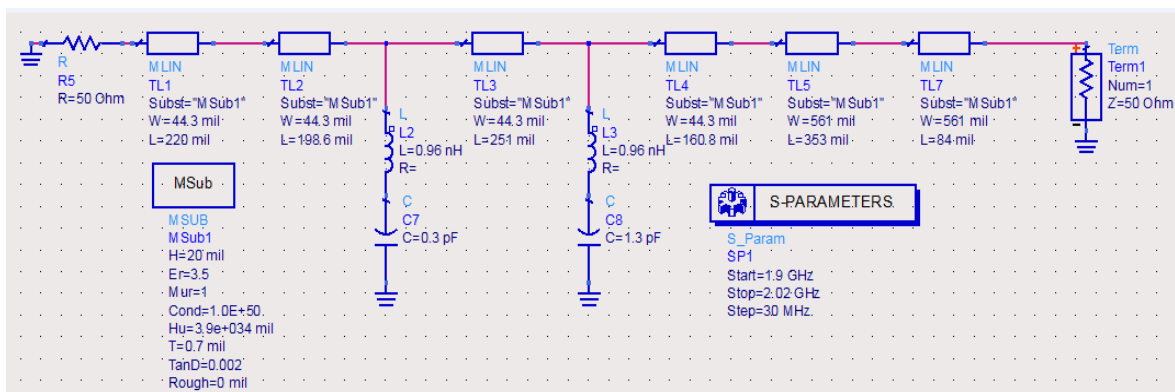 R
R5
R=50 Ohm
MLIN
TL1
Subst="MSub1"
W=44.3 mil
L=220 mil
MLIN
TL2
Subst="MSub1"
W=44.3 mil
L=198.6 mil
MLIN
TL3
Subst="MSub1"
W=44.3 mil
L=251 mil
MLIN
TL4
Subst="MSub1"
W=44.3 mil
L=160.8 mil
MLIN
TL5
Subst="MSub1"
W=561 mil
L=353 mil
MLIN
TL7
Subst="MSub1"
W=561 mil
L=84 mil
Term
Term1
Num=1
Z=50 Ohm
L
L2
L=0.96 nH
R=
L
L3
L=0.96 nH
R=
C
C7
C=0.3 pF
C
C8
C=1.3 pF
MSub
MSUB
MSub1
H=20 mil
Er=3.5
Mur=1
Cond=1.0E+50
Hu=3.9e+034 mil
T=0.7 mil
TanD=0.002
Rough=0 mil
S-PARAMETERS
S_Param
SP1
Start=1.9 GHz
Stop=2.02 GHz
Step=30 MHz